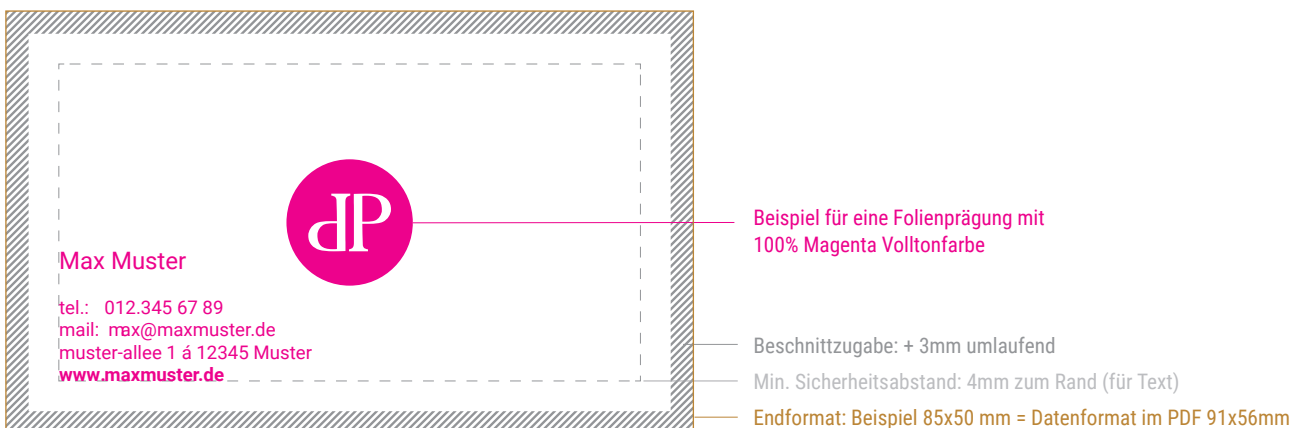 dP
Max Muster
tel.: 012.345 67 89
mail: max@maxmuster.de
muster-allee 1 á 12345 Muster
www.maxmuster.de
Beispiel für eine Folienprägung mit
100% Magenta Volltonfarbe
Beschnittzugabe: + 3mm umlaufend
Min. Sicherheitsabstand: 4mm zum Rand (für Text)
Endformat: Beispiel 85x50 mm = Datenformat im PDF 91x56mm